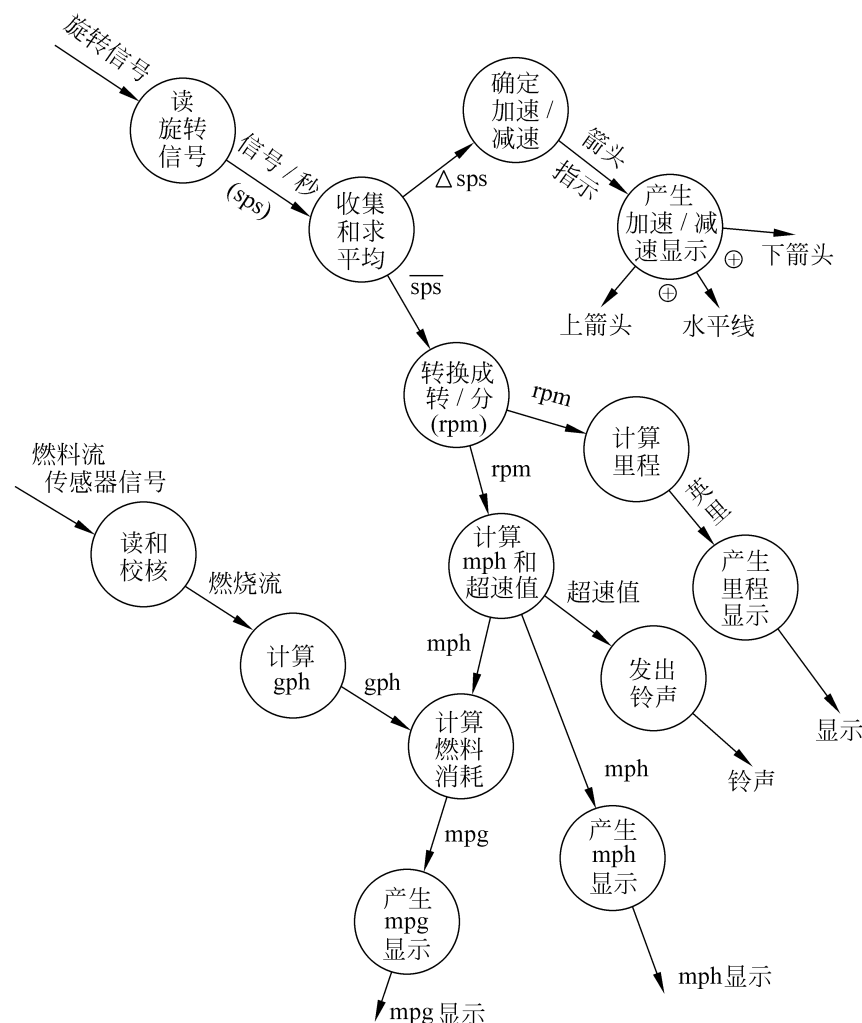 旋转信号
读
旋转
信号
信号/秒
(sps)
收集
和求
平均
△sps
确定
加速/
减速
箭头
指示
产生
加速/减
速显示
⊕
下箭头
⊕
上箭头
水平线
sps
转换成
转/分
(rpm)
rpm
计算
里程
英里
产生
里程
显示
显示
rpm
燃料流
传感器信号
读和
校核
燃烧流
计算
gph
gph
计算
mph 和
超速值
超速值
发出
铃声
铃声
mph
计算
燃料
消耗
mph
产生
mph
显示
mph显示
mpg
产生
mpg
显示
mpg显示